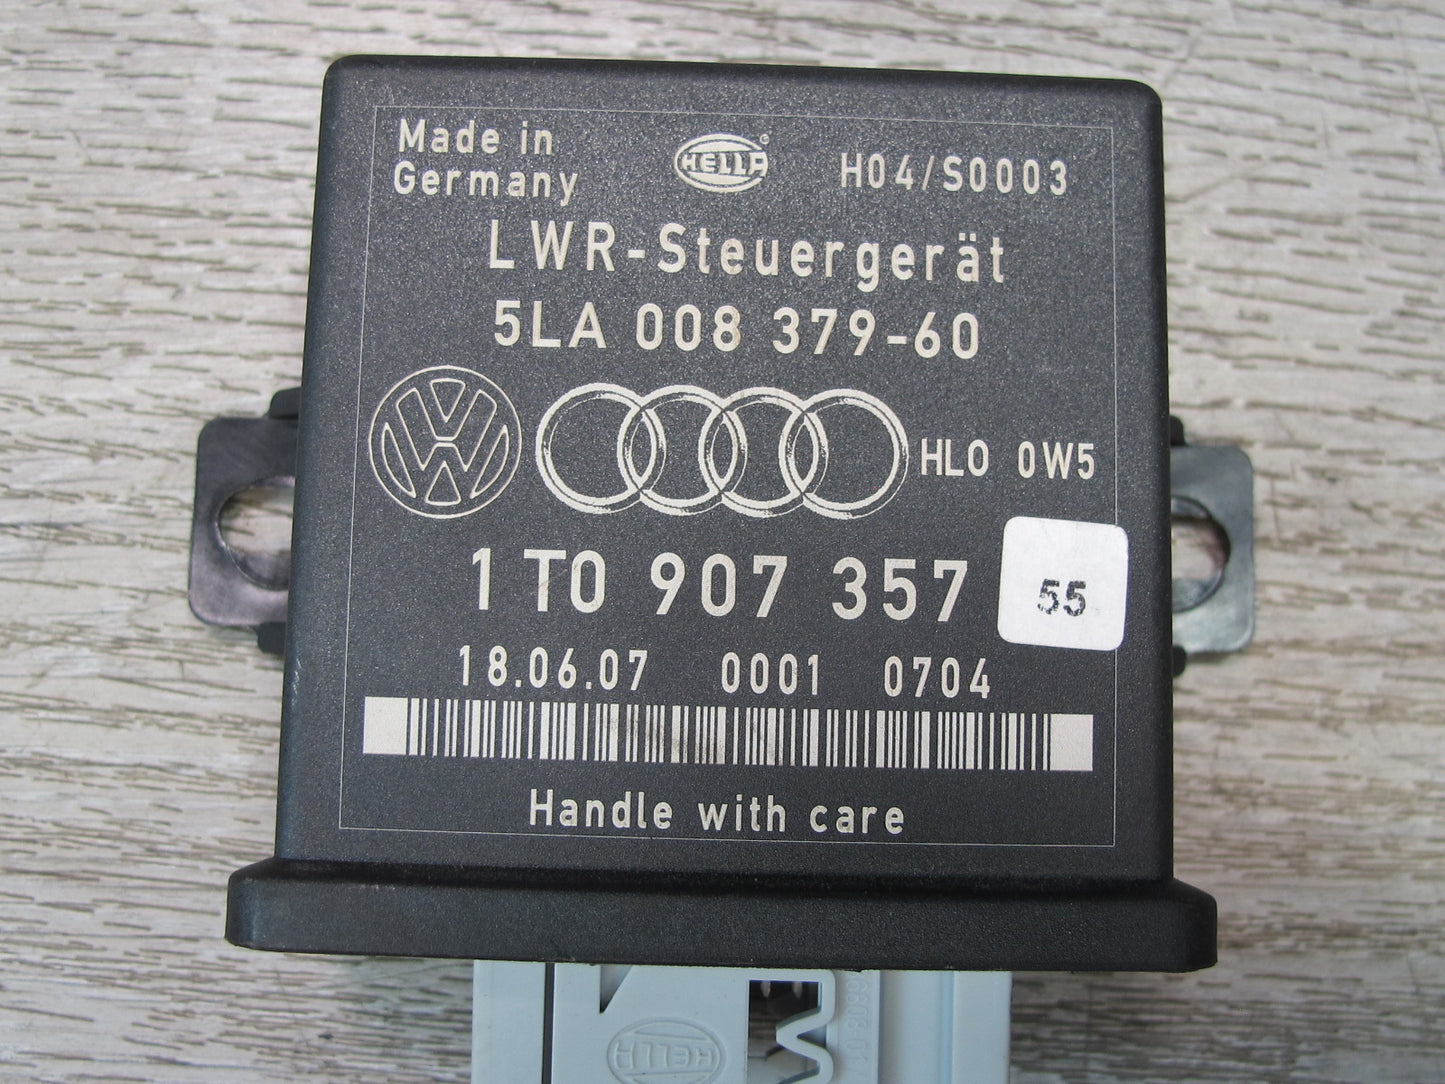 Made in
Germany
HELLA
H04/S0003
LWR-Steuergerät
5LA 008 379-60
HLO 0W5
1T0 907 357
55
18.06.07 0001 0704
Handle with care
HELLA